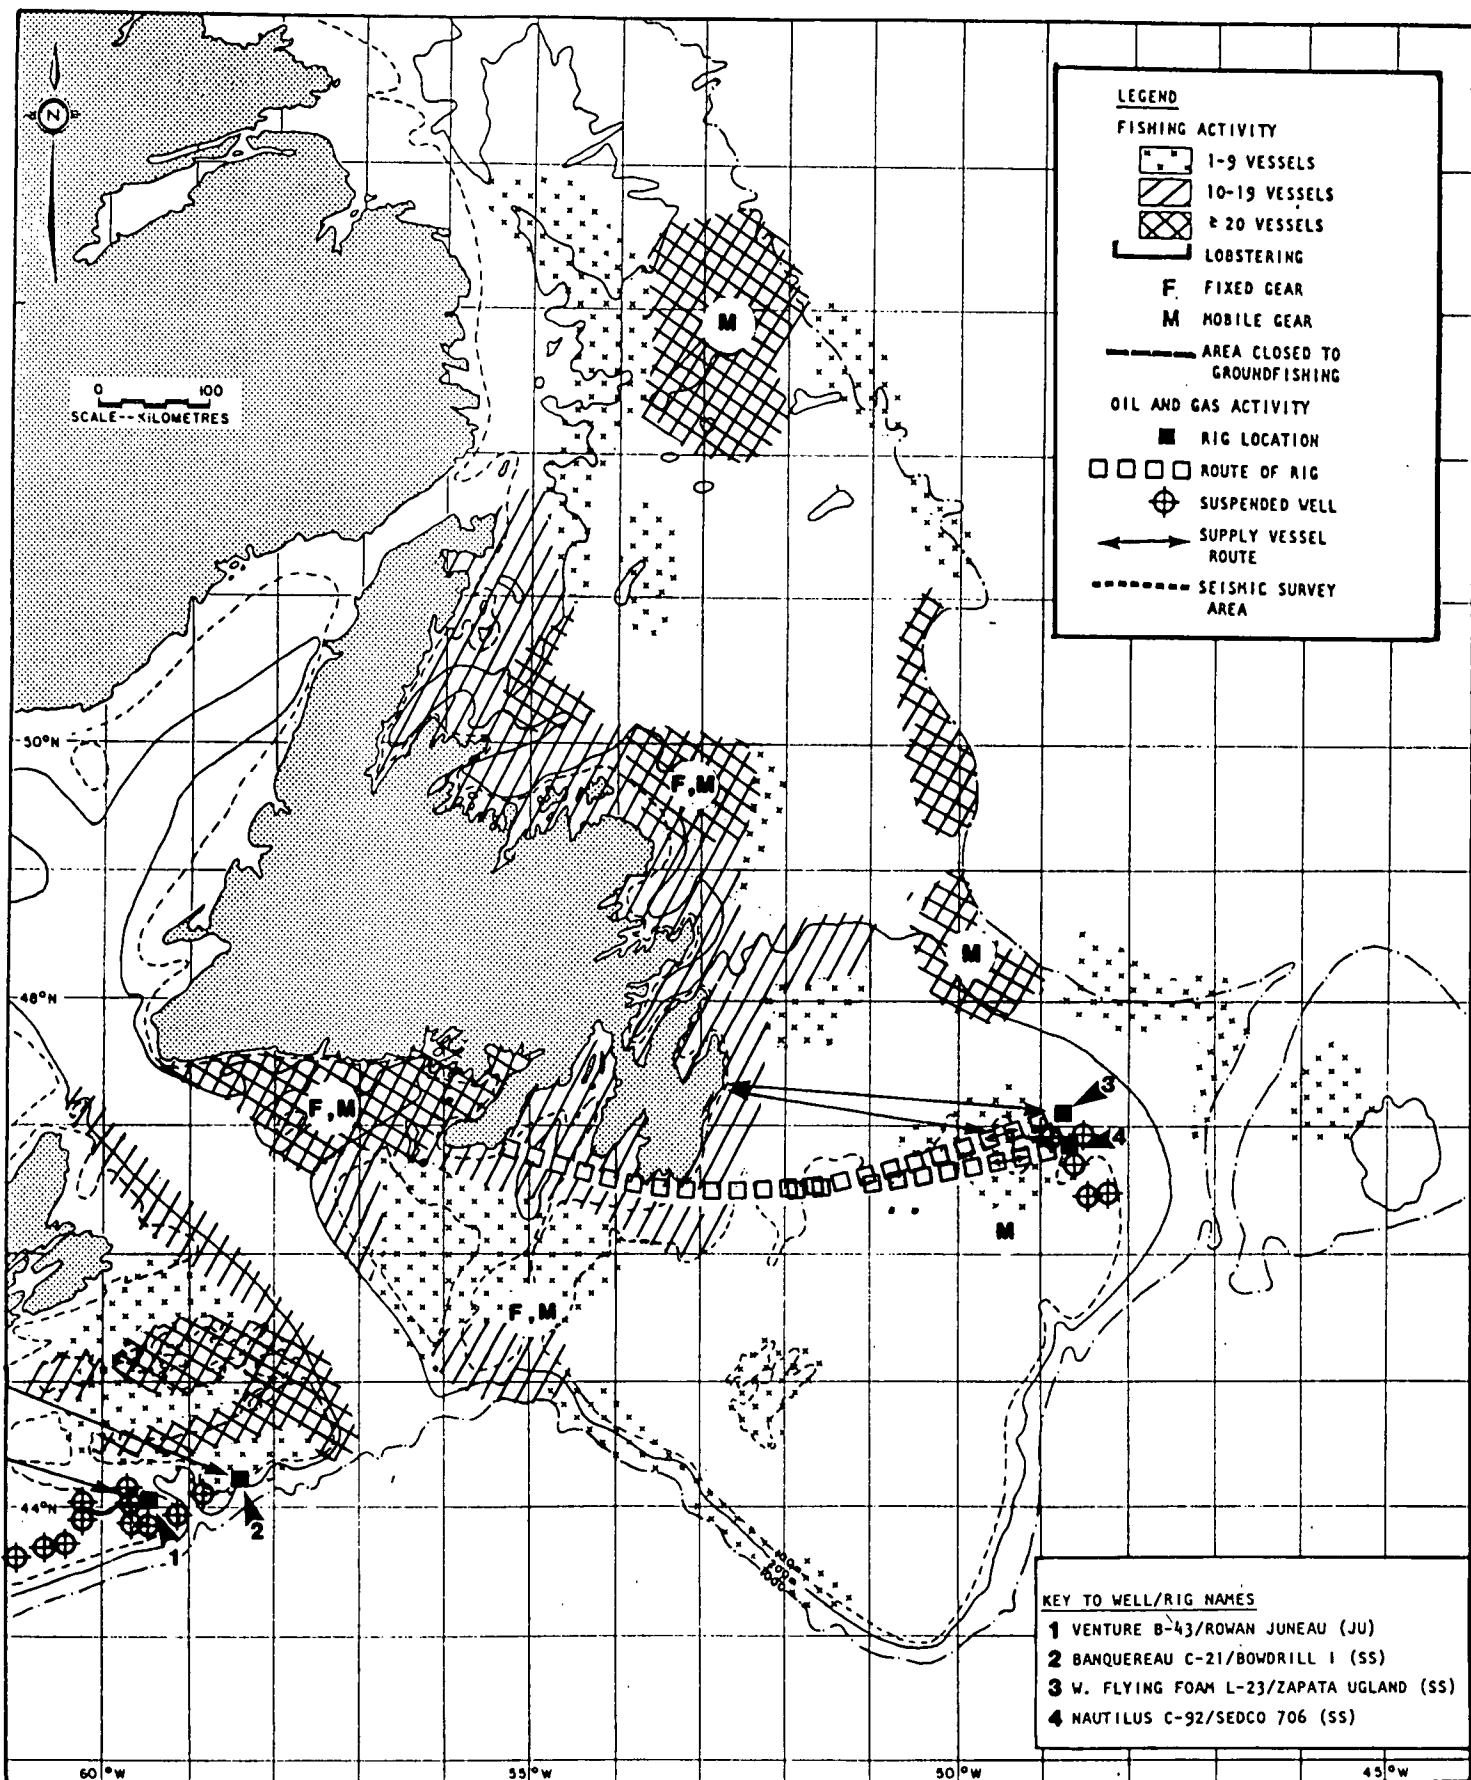 LEGEND
FISHING ACTIVITY
1-9 VESSELS
10-19 VESSELS
≥ 20 VESSELS
LOBSTERING
F FIXED GEAR
M MOBILE GEAR
AREA CLOSED TO
GROUNDFISHING
OIL AND GAS ACTIVITY
RIG LOCATION
ROUTE OF RIG
SUSPENDED WELL
SUPPLY VESSEL
ROUTE
SEISMIC SURVEY
AREA
N
M
0 100
SCALE--KILOMETRES
50°N
F,M
M
48°N
3
F,M
4
M
F,M
44°N
2
1
100m
200m
1000m
KEY TO WELL/RIG NAMES
1 VENTURE B-43/ROWAN JUNEAU (JU)
2 BANQUEREAU C-21/BOWDRILL I (SS)
3 W. FLYING FOAM L-23/ZAPATA UGLAND (SS)
4 NAUTILUS C-92/SEDCO 706 (SS)
60°W 55°W 50°W 45°W